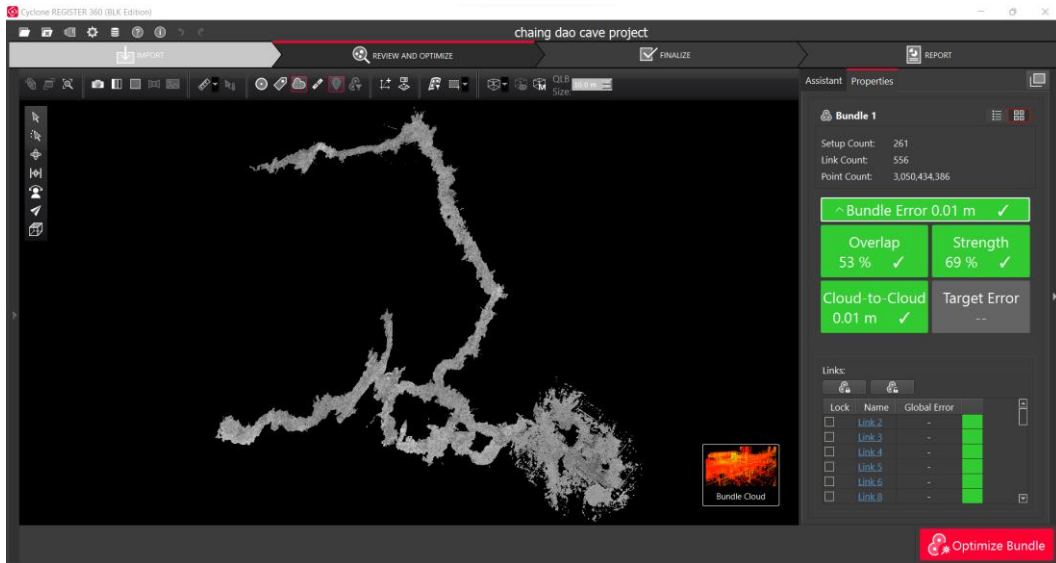 Cyclone REGISTER 360 (BLK Edition)
chaing dao cave project
IMPORT
REVIEW AND OPTIMIZE
FINALIZE
REPORT
QLB
Size:
10.0 m
Assistant Properties
Bundle 1
Setup Count: 261
Link Count: 556
Point Count: 3,050,434,386
Bundle Error 0.01 m
Overlap
53 %
Strength
69 %
Cloud-to-Cloud
0.01 m
Target Error
--
Links:
Lock Name Global Error
Link 2 -
Link 3 -
Link 4 -
Link 5 -
Link 6 -
Link 8 -
Bundle Cloud
Optimize Bundle